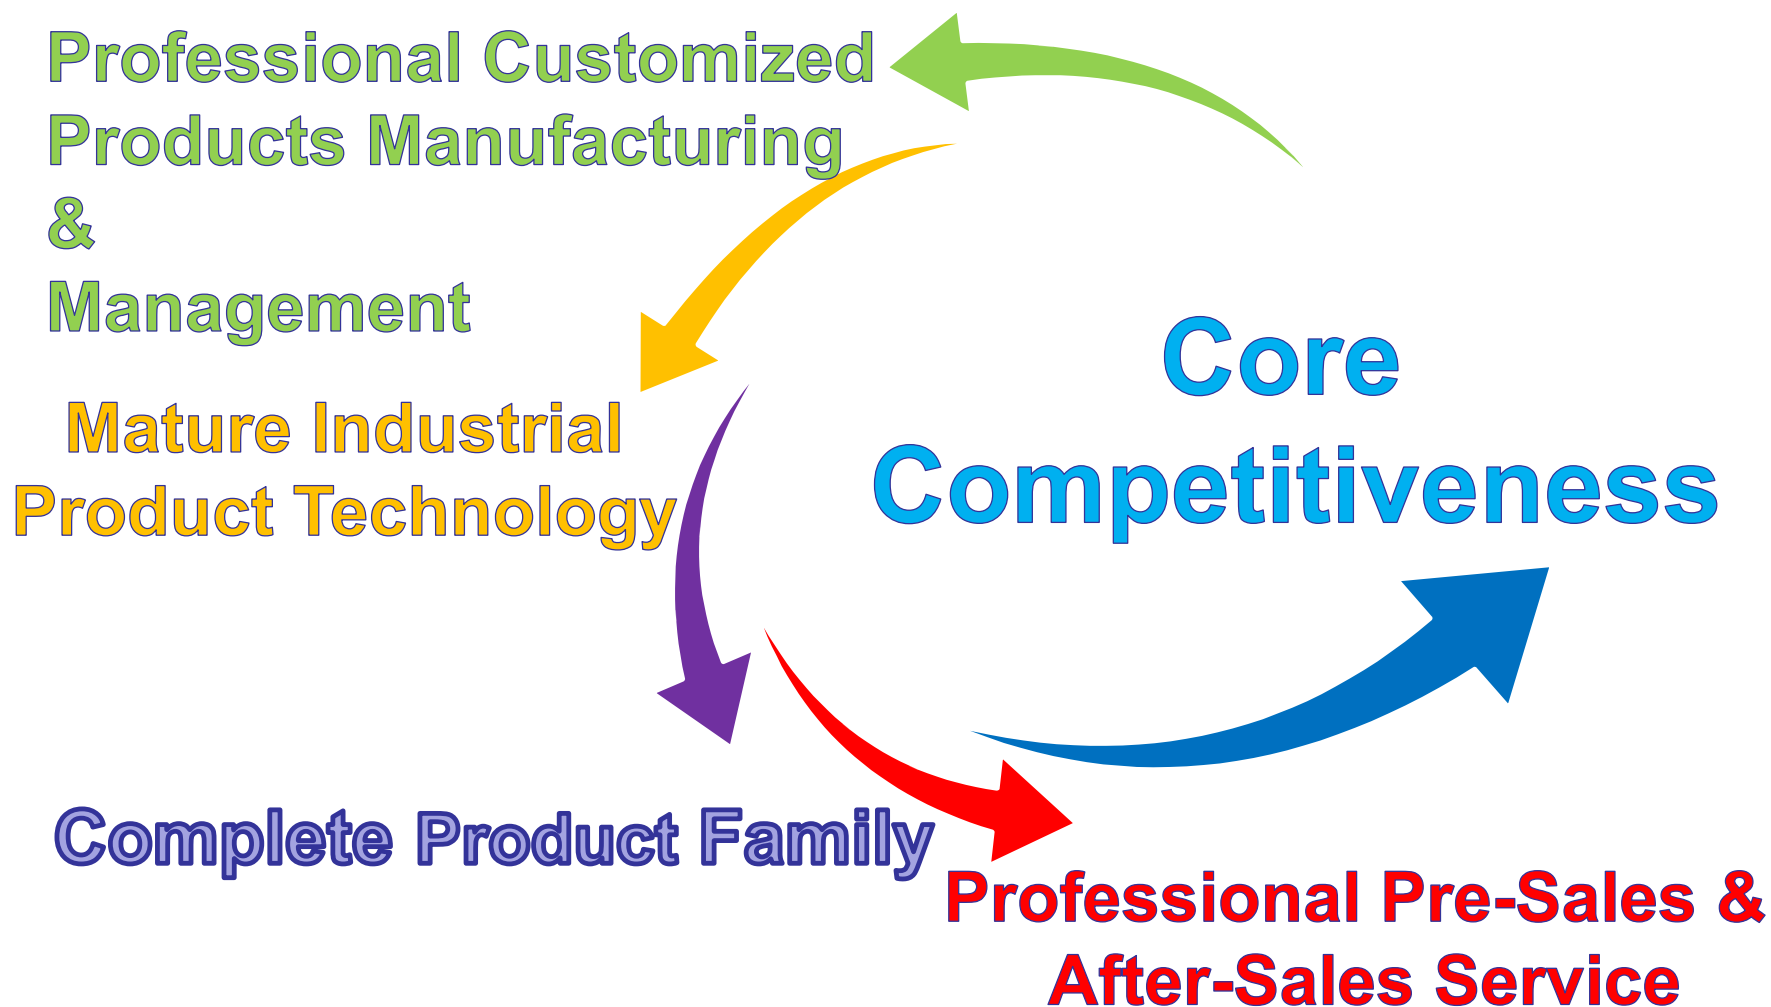 Professional Customized
Products Manufacturing
&
Management
Mature Industrial
Product Technology
Core
Competitiveness
Complete Product Family
Professional Pre-Sales &
After-Sales Service